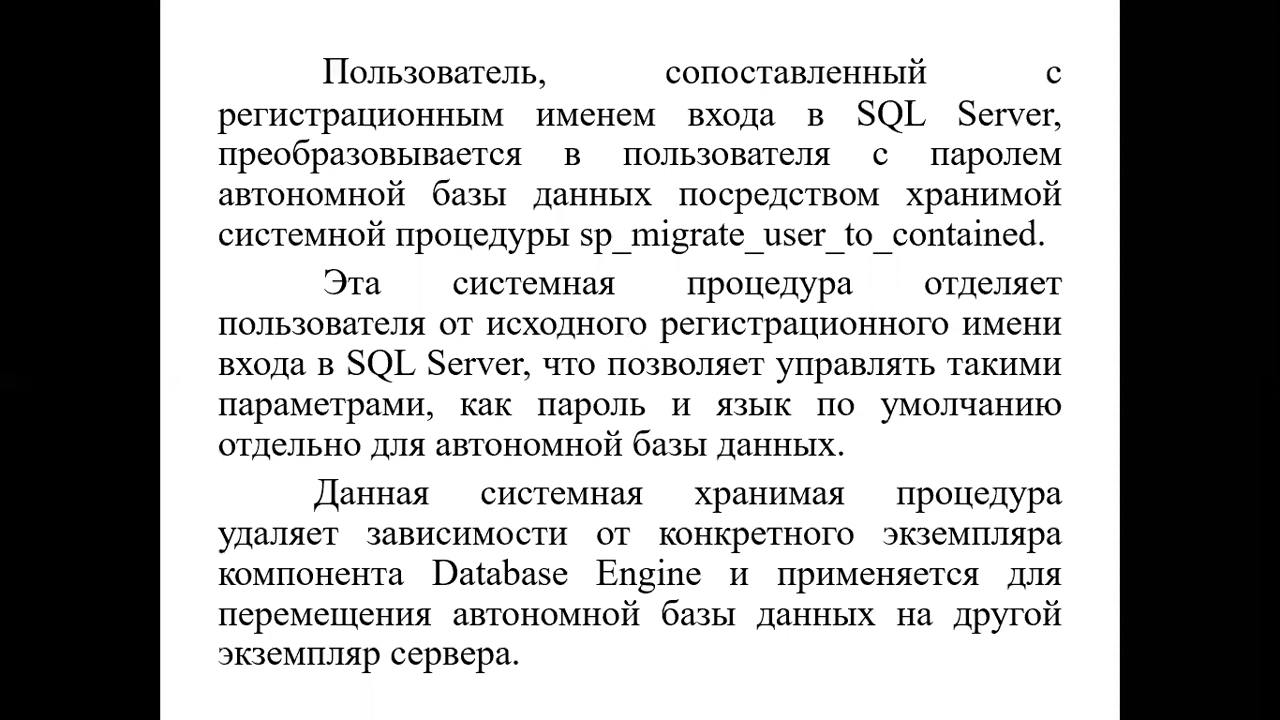 Пользователь, сопоставленный с
регистрационным именем входа в SQL Server,
преобразовывается в пользователя с паролем
автономной базы данных посредством хранимой
системной процедуры sp_migrate_user_to_contained.
Эта системная процедура отделяет
пользователя от исходного регистрационного имени
входа в SQL Server, что позволяет управлять такими
параметрами, как пароль и язык по умолчанию
отдельно для автономной базы данных.
Данная системная хранимая процедура
удаляет зависимости от конкретного экземпляра
компонента Database Engine и применяется для
перемещения автономной базы данных на другой
экземпляр сервера.